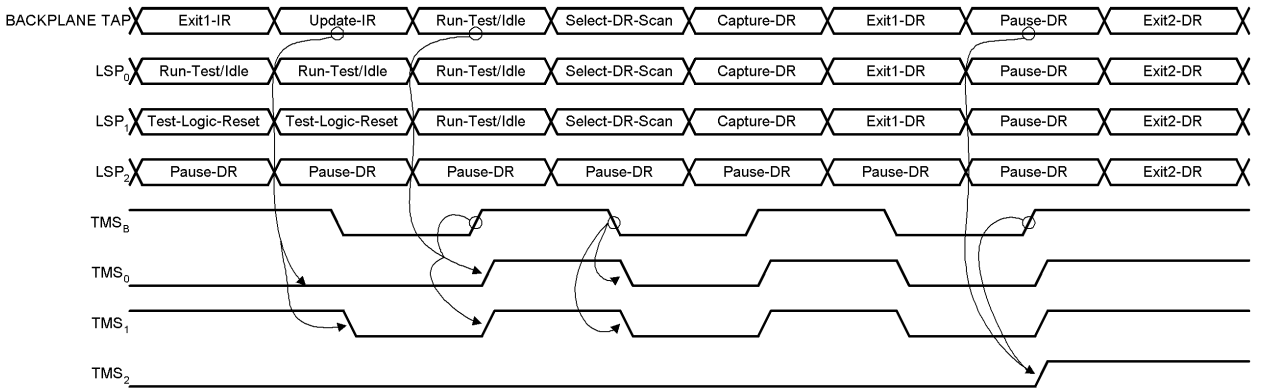 BACKPLANE TAP Exit1-IR Update-IR Run-Test/Idle Select-DR-Scan Capture-DR Exit1-DR Pause-DR Exit2-DR
LSP0 Run-Test/Idle Run-Test/Idle Run-Test/Idle Select-DR-Scan Capture-DR Exit1-DR Pause-DR Exit2-DR
LSP1 Test-Logic-Reset Test-Logic-Reset Run-Test/Idle Select-DR-Scan Capture-DR Exit1-DR Pause-DR Exit2-DR
LSP2 Pause-DR Pause-DR Pause-DR Pause-DR Pause-DR Pause-DR Pause-DR Exit2-DR
TMSB
TMS0
TMS1
TMS2